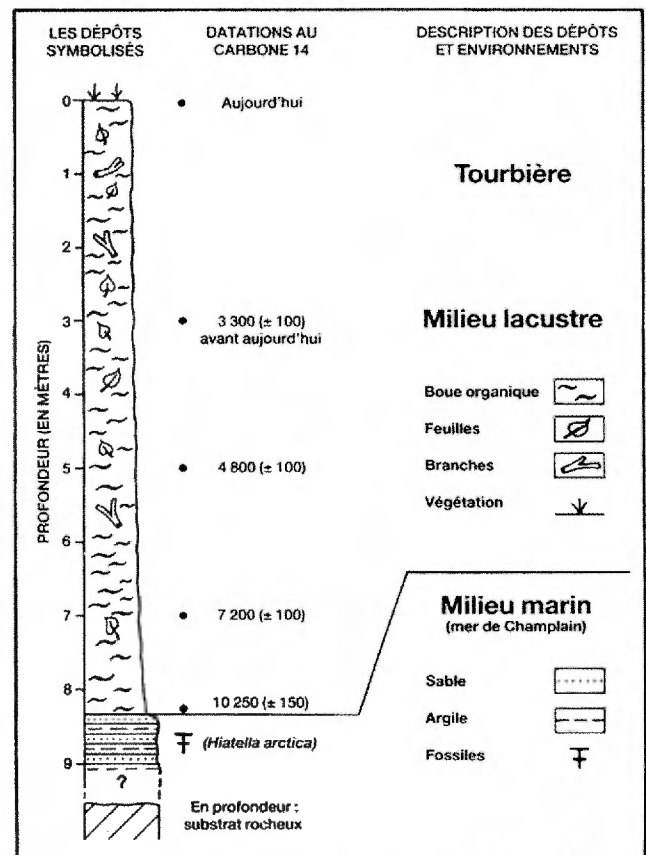 LES DÉPÔTS
SYMBOLISÉS
DATATIONS AU
CARBONE 14
DESCRIPTION DES DÉPÔTS
ET ENVIRONNEMENTS
PROFONDEUR (EN MÈTRES)
0
1
2
3
4
5
6
7
8
9
?
Aujourd'hui
3 300 (± 100)
avant aujourd'hui
4 800 (± 100)
7 200 (± 100)
10 250 (± 150)
(Hiatella arctica)
En profondeur :
substrat rocheux
Tourbière
Milieu lacustre
Boue organique
Feuilles
Branches
Végétation
Milieu marin
(mer de Champlain)
Sable
Argile
Fossiles